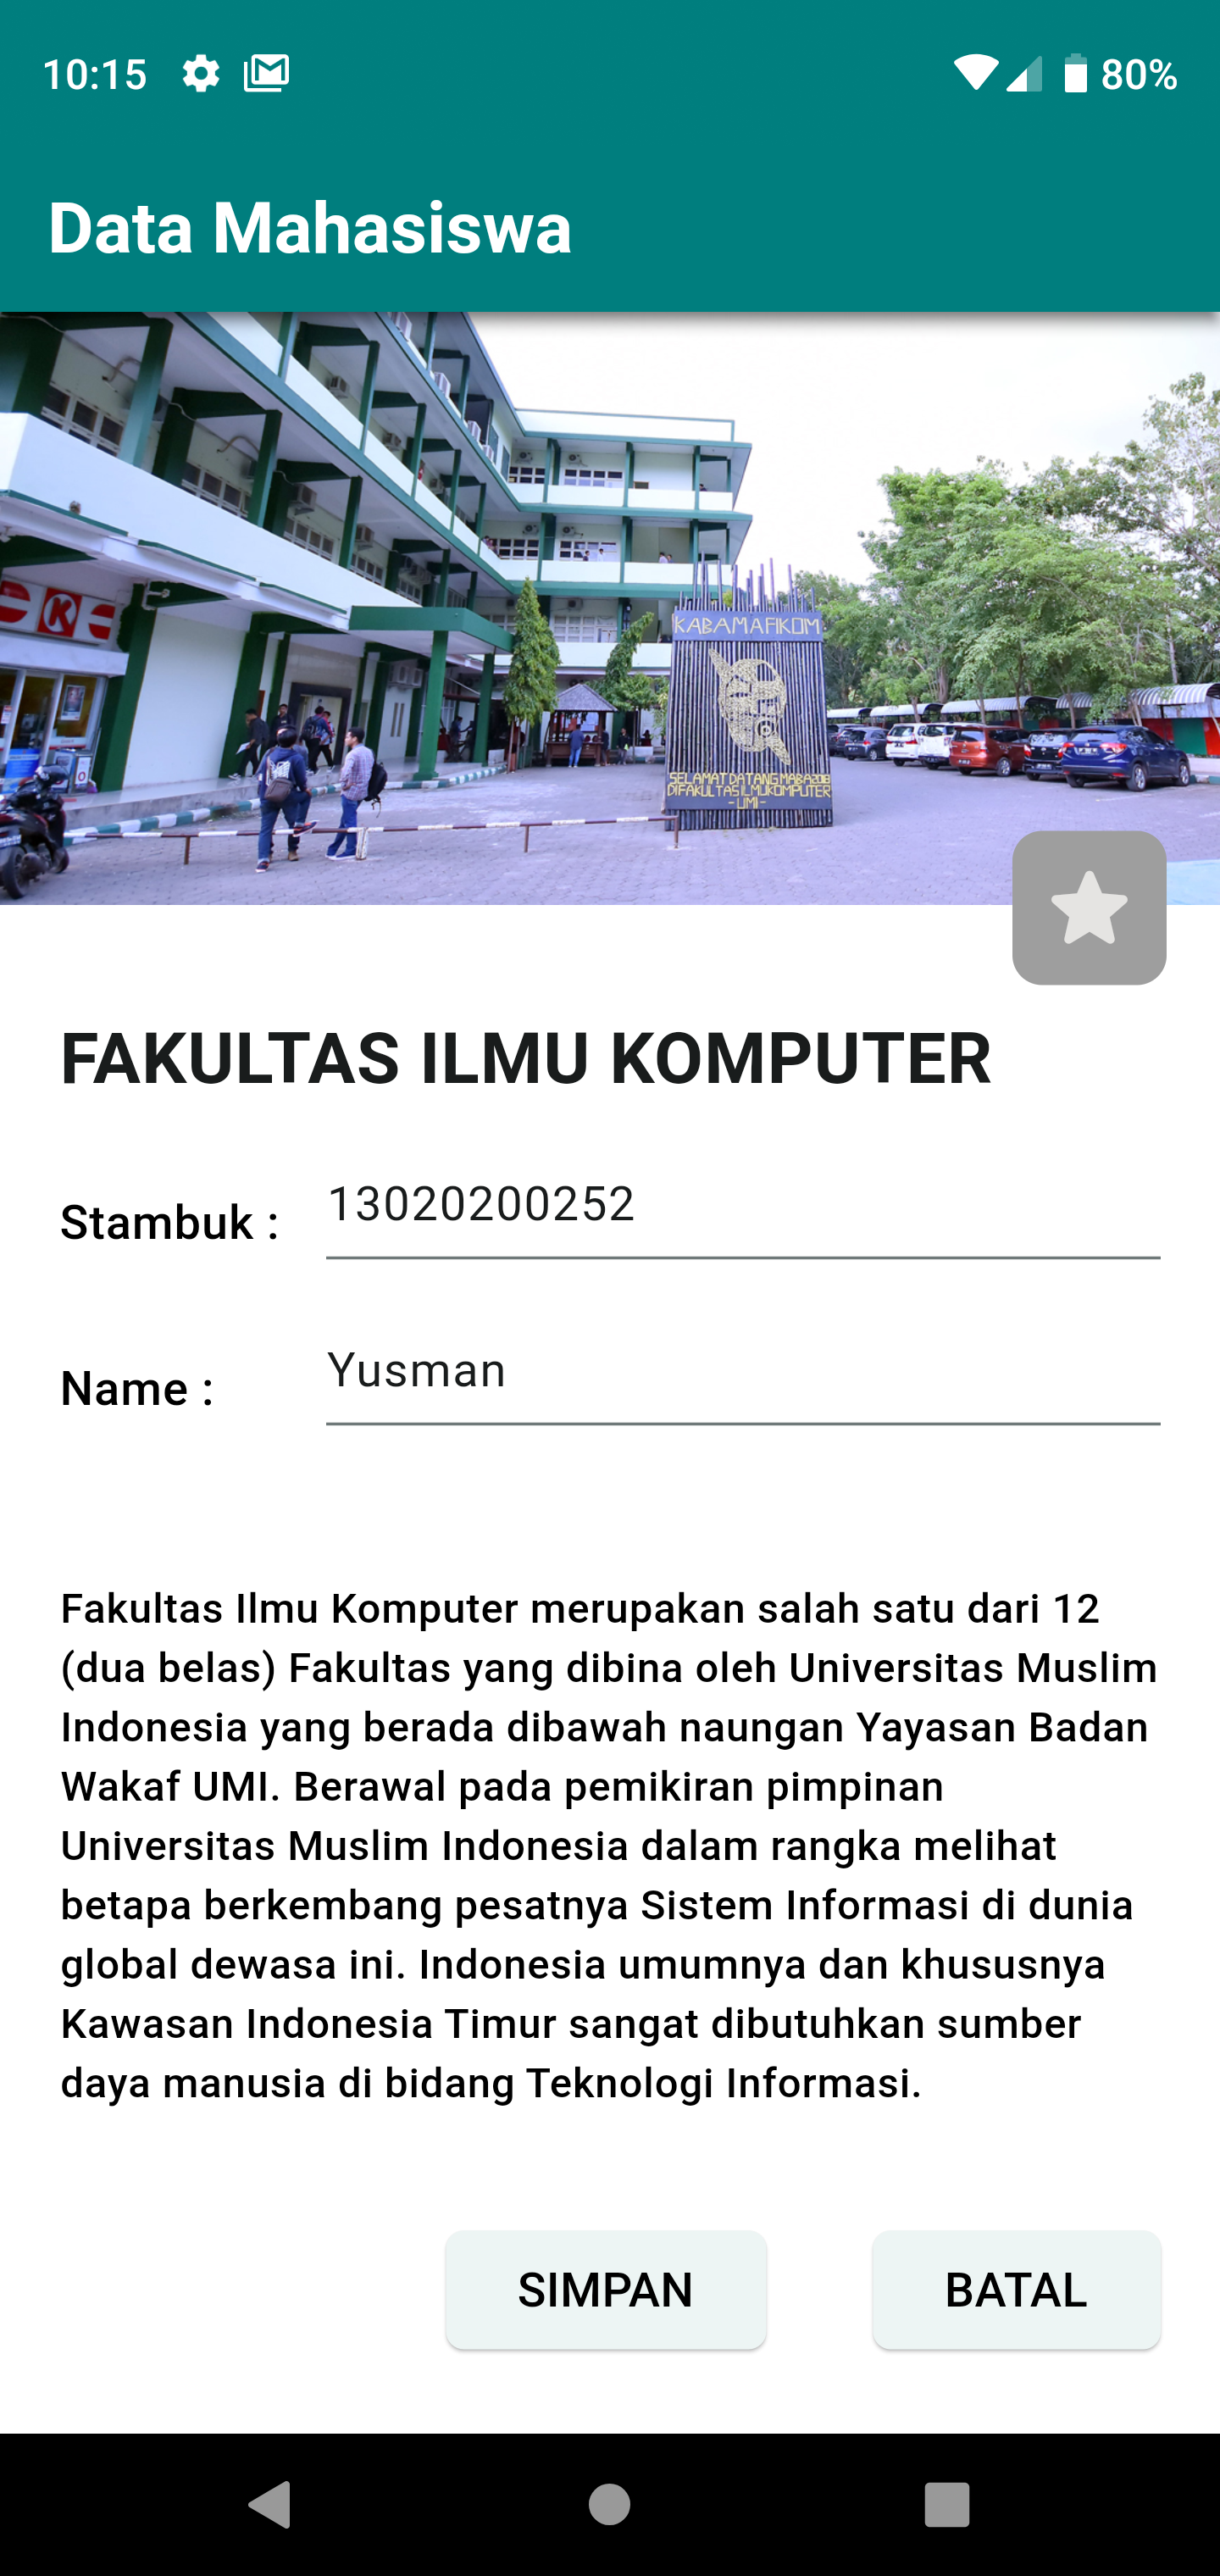 10:15
80%
Data Mahasiswa
K
KABAMAFIKOM
SELAMAT DATANG MABA 2018
DI FAKULTAS ILMU KOMPUTER
-UMI-
FAKULTAS ILMU KOMPUTER
Stambuk : 13020200252
Name : Yusman
Fakultas Ilmu Komputer merupakan salah satu dari 12
(dua belas) Fakultas yang dibina oleh Universitas Muslim
Indonesia yang berada dibawah naungan Yayasan Badan
Wakaf UMI. Berawal pada pemikiran pimpinan
Universitas Muslim Indonesia dalam rangka melihat
betapa berkembang pesatnya Sistem Informasi di dunia
global dewasa ini. Indonesia umumnya dan khususnya
Kawasan Indonesia Timur sangat dibutuhkan sumber
daya manusia di bidang Teknologi Informasi.
SIMPAN BATAL